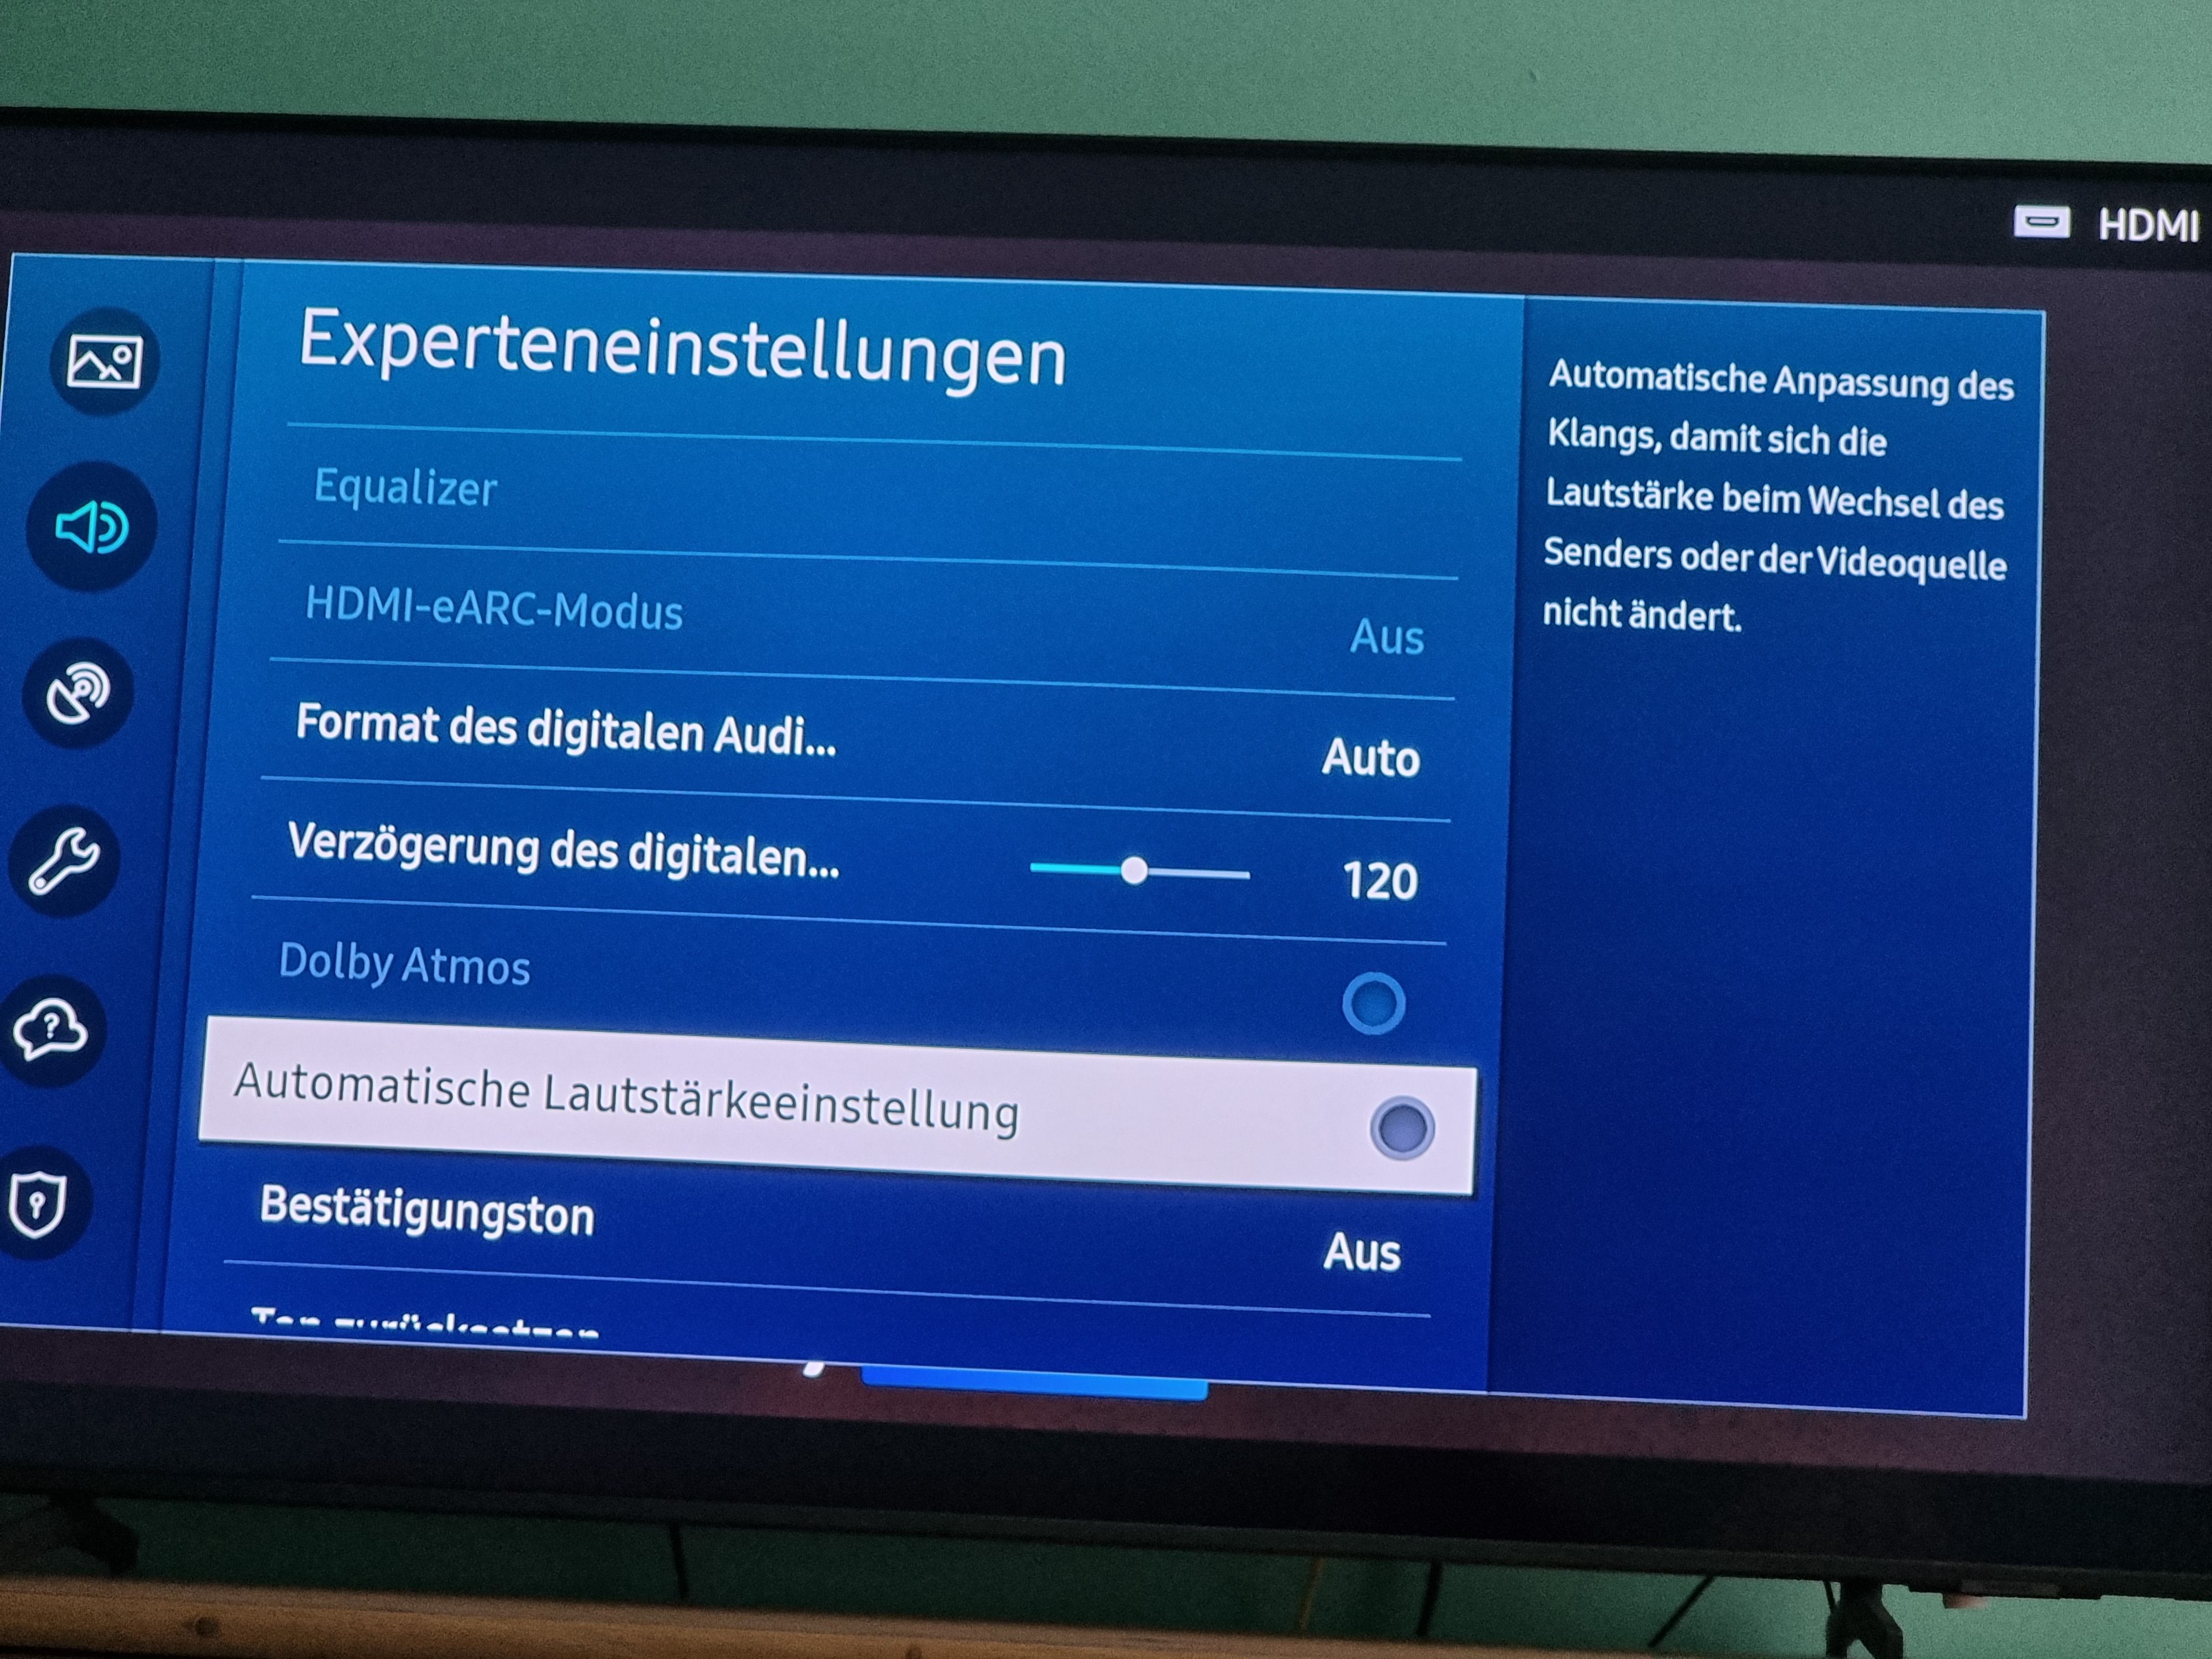 HDMI
Experteneinstellungen
Equalizer
HDMI-eARC-Modus Aus
Format des digitalen Audi... Auto
Verzögerung des digitalen... 120
Dolby Atmos
Automatische Lautstärkeeinstellung
Bestätigungston Aus
Ton zurücksetzen
Automatische Anpassung des
Klangs, damit sich die
Lautstärke beim Wechsel des
Senders oder der Videoquelle
nicht ändert.